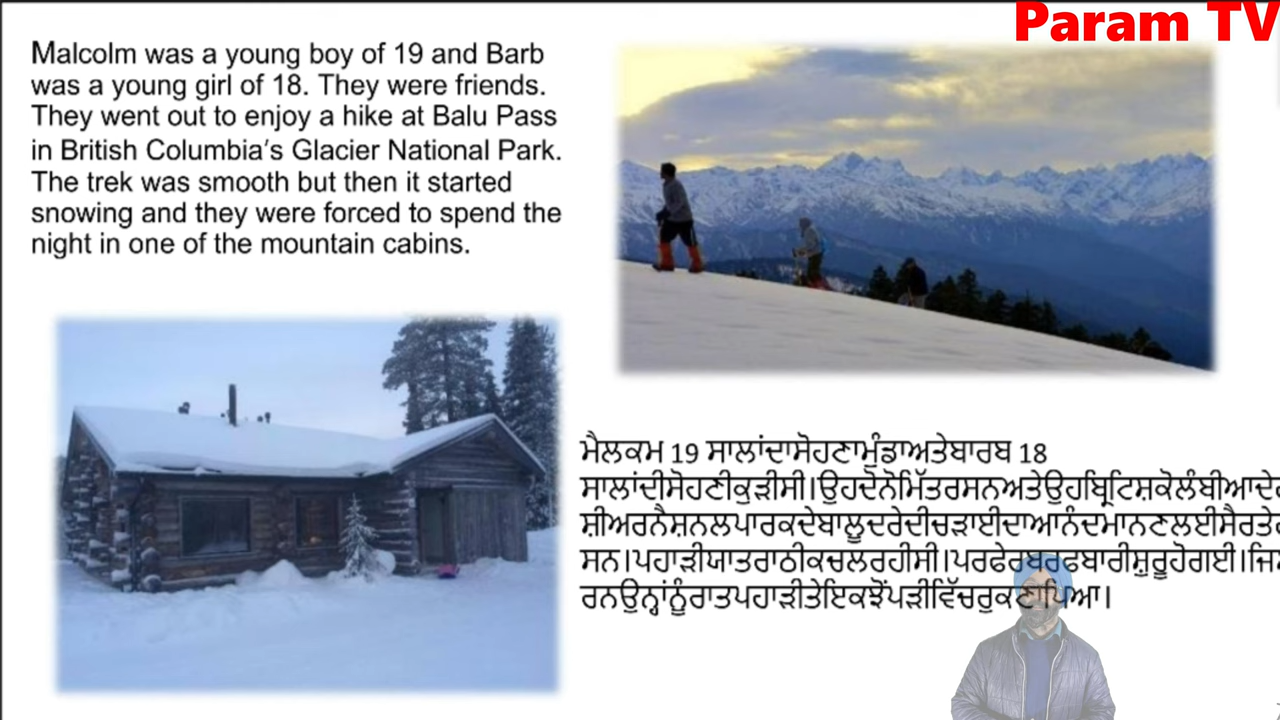 Param TV
Malcolm was a young boy of 19 and Barb
was a young girl of 18. They were friends.
They went out to enjoy a hike at Balu Pass
in British Columbia's Glacier National Park.
The trek was smooth but then it started
snowing and they were forced to spend the
night in one of the mountain cabins.
ਮੈਲਕਮ 19 ਸਾਲਾਂਦਾਸੋਹਣਾਮੁੰਡਾਅਤੇਬਾਰਬ 18
ਸਾਲਾਂਦੀਸੋਹਣੀਕੁੜੀਸੀ।ਉਹਦੋਨੋਮਿੱਤਰਸਨਅਤੇਉਹਬ੍ਰਿਟਿਸ਼ਕੋਲੰਬੀਆਦੇ
ਸ਼ੀਅਰਨੈਸ਼ਨਲਪਾਰਕਦੇਬਾਲੂਦਰੇਦੀਚੜਾਈਦਾਆਨੰਦਮਾਨਣਲਈਸੈਰਤੇ
ਸਨ।ਪਹਾੜੀਯਾਤਰਾਠੀਕਚਲਰਹੀਸੀ।ਪਰਫੇਰਬਰਫਬਾਰੀਸ਼ੁਰੂਹੋਗਈ।
ਰਨਉਨ੍ਹਾਂਨੂੰਰਾਤਪਹਾੜੀਤੇਇਕਝੋਂਪੜੀਵਿੱਚਰੁਕਣਾਪਿਆ।